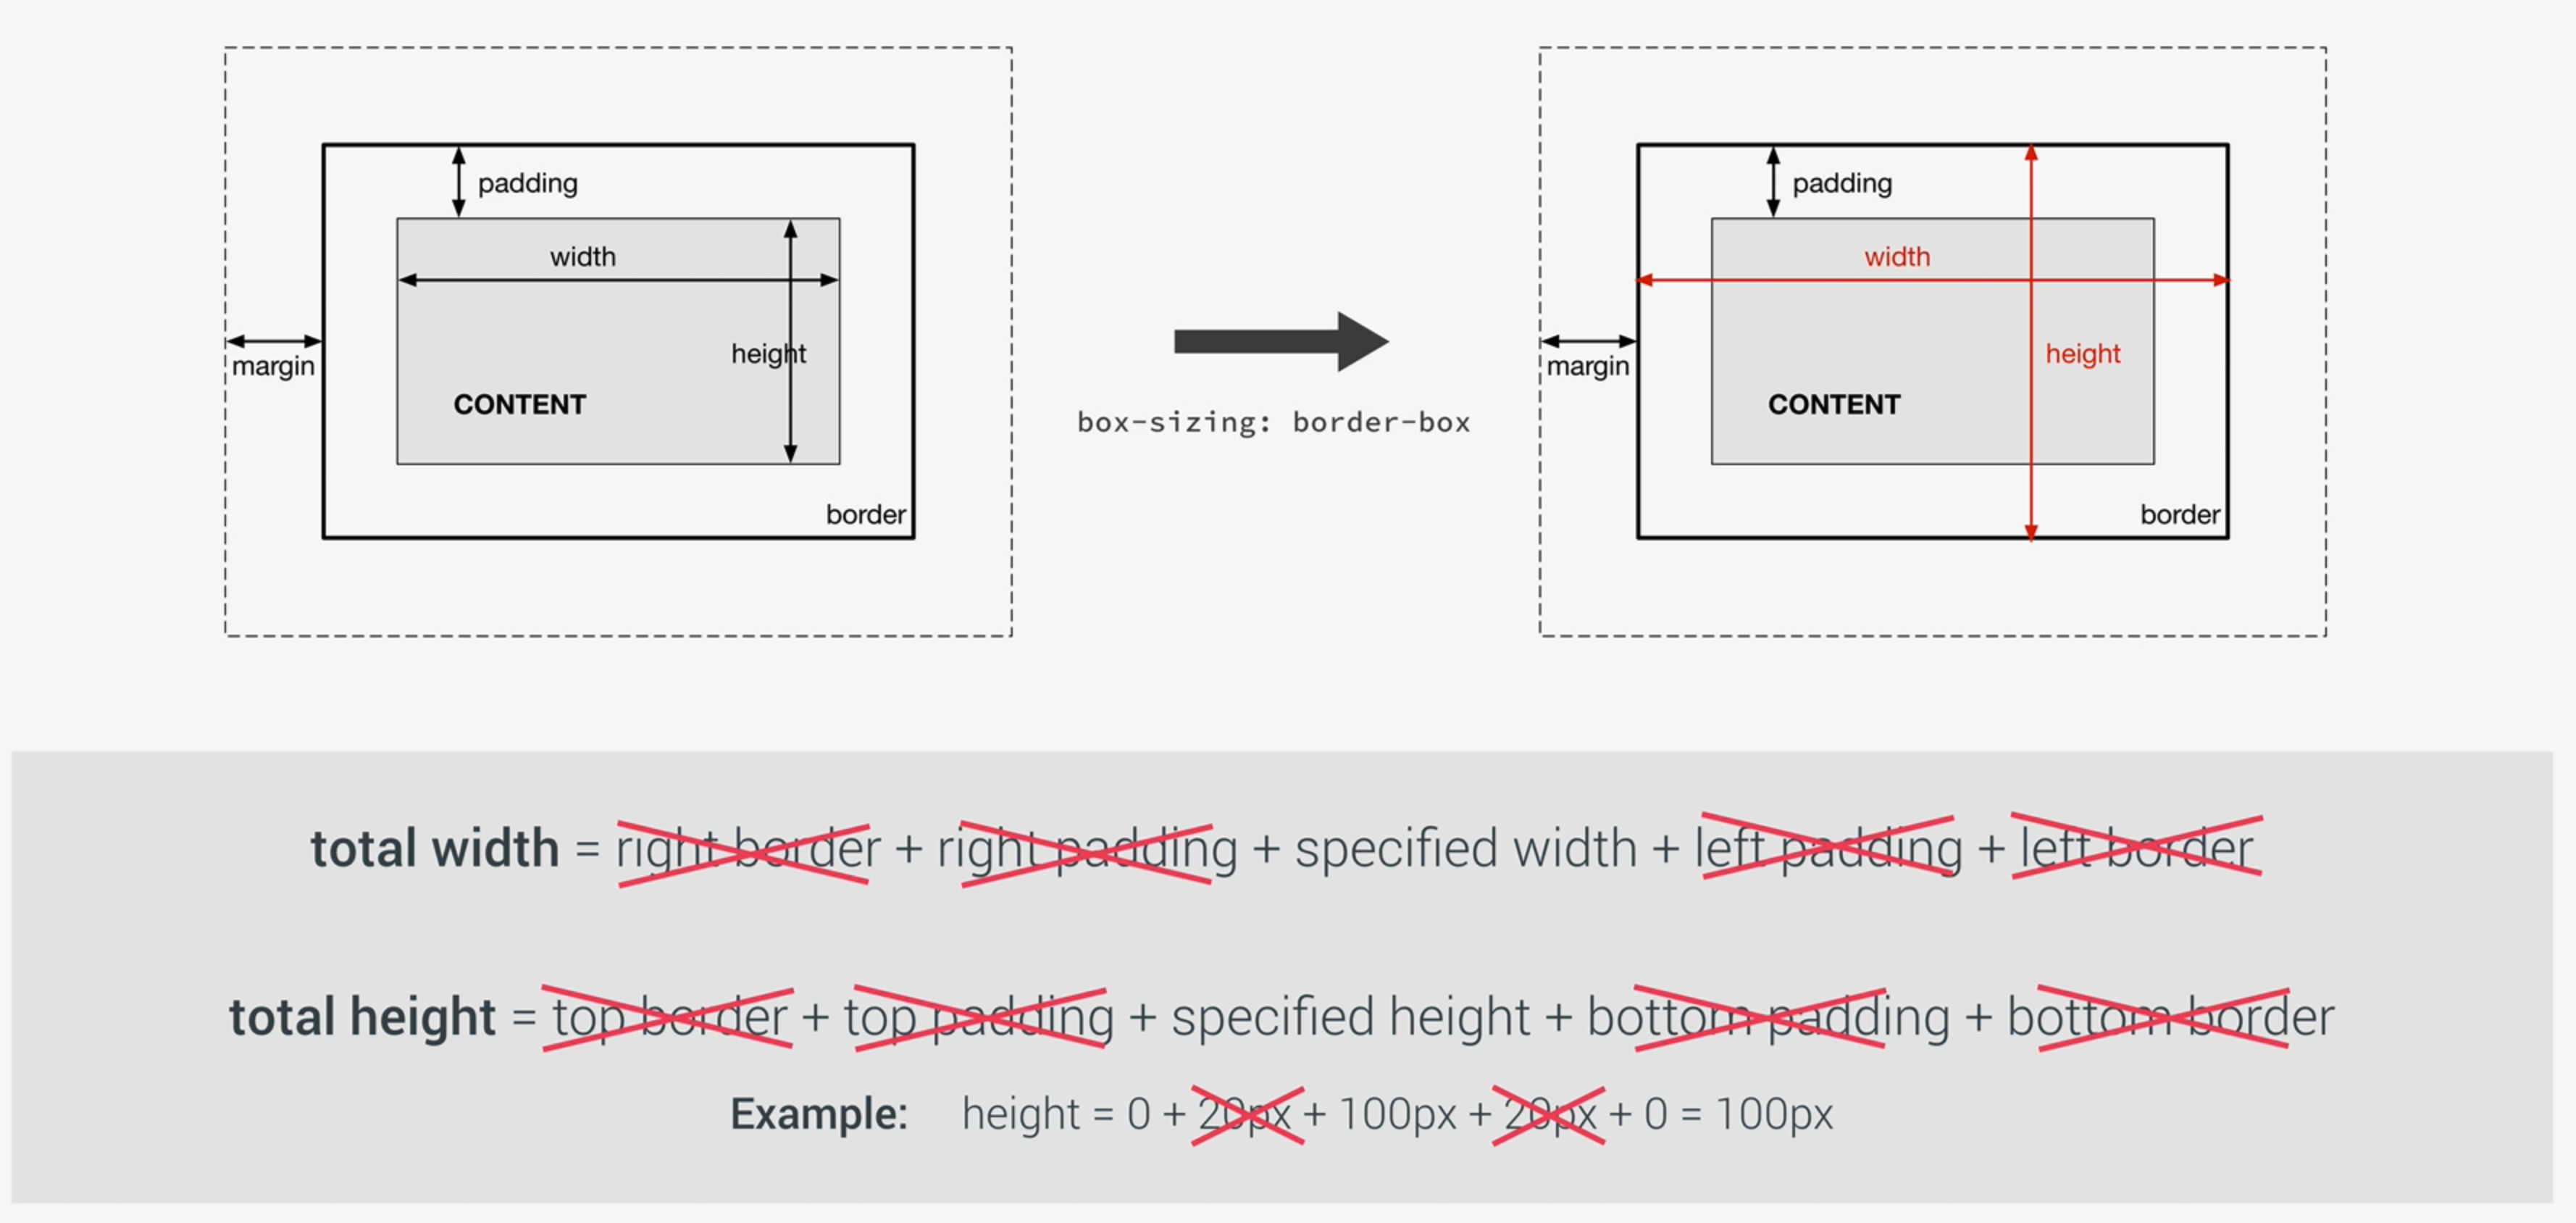 padding
width
height
margin
CONTENT
border
box-sizing: border-box
padding
width
height
margin
CONTENT
border
total width = right border + right padding + specified width + left padding + left border
total height = top border + top padding + specified height + bottom padding + bottom border
Example: height = 0 + 20px + 100px + 20px + 0 = 100px